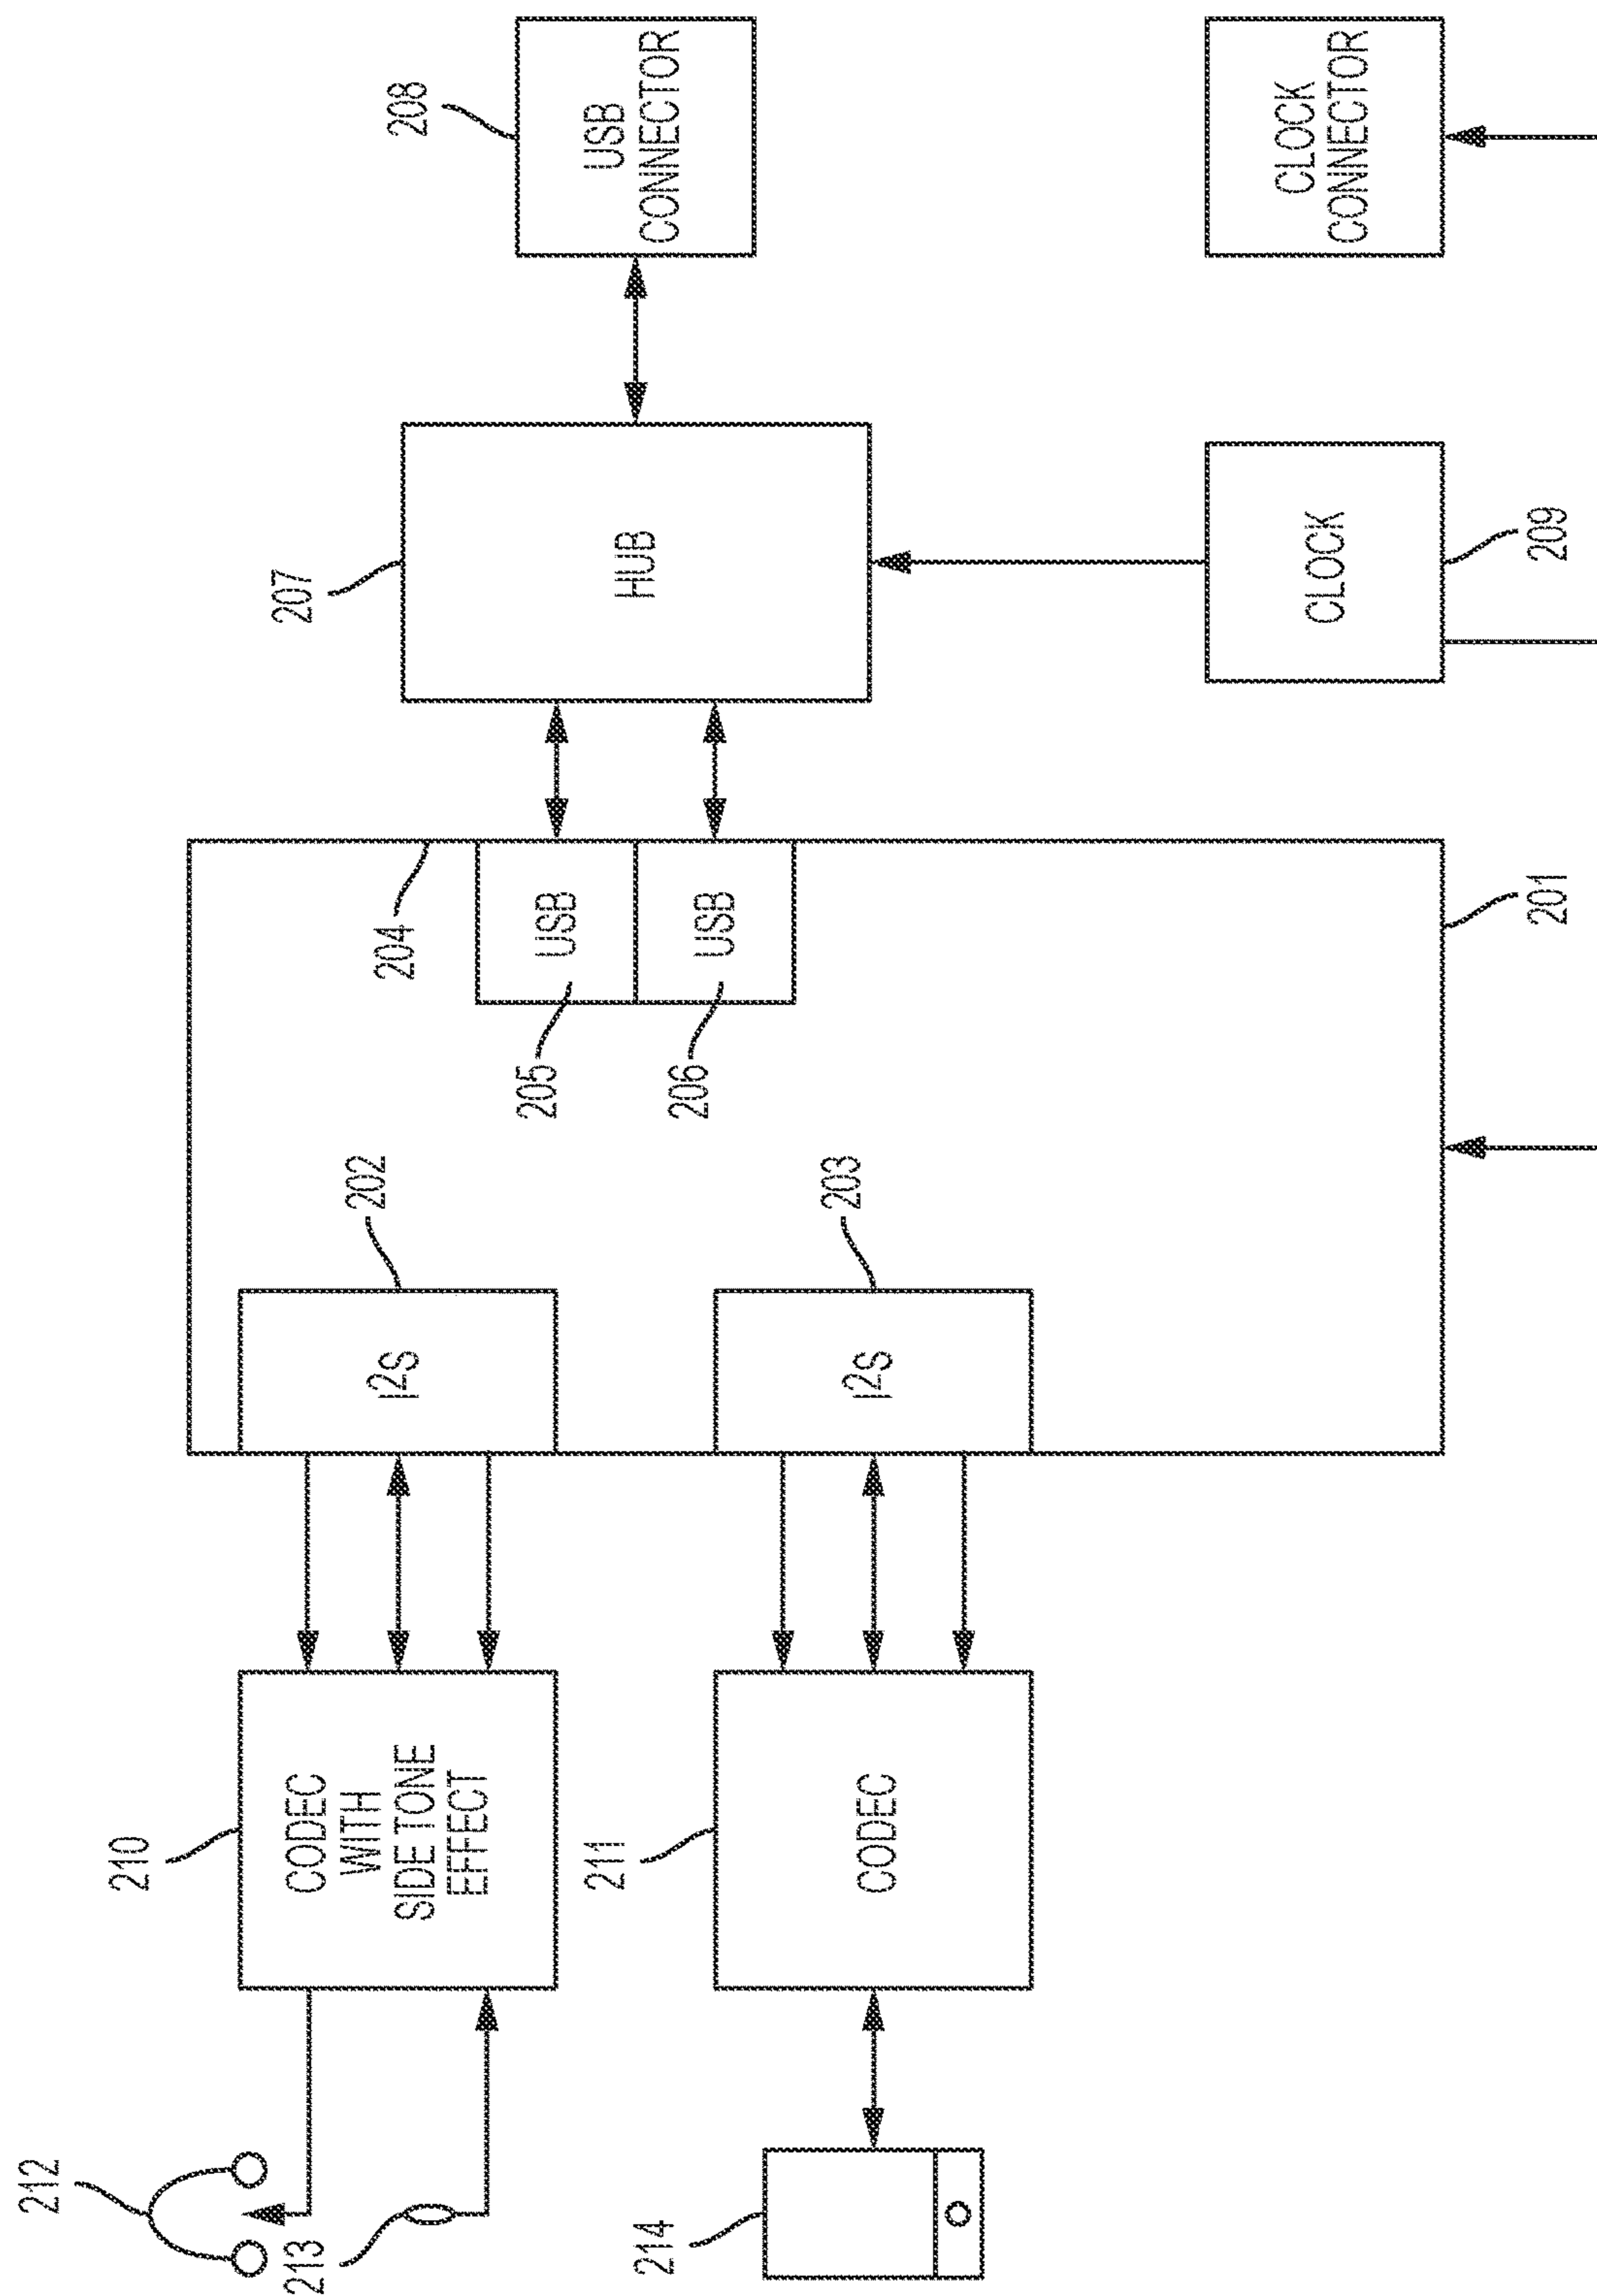 212
213
214
210
CODEC
WITH
SIDE TONE
EFFECT
211
CODEC
202
I2S
203
I2S
204
205
USB
206
USB
201
207
HUB
209
CLOCK
208
USB
CONNECTOR
CLOCK
CONNECTOR